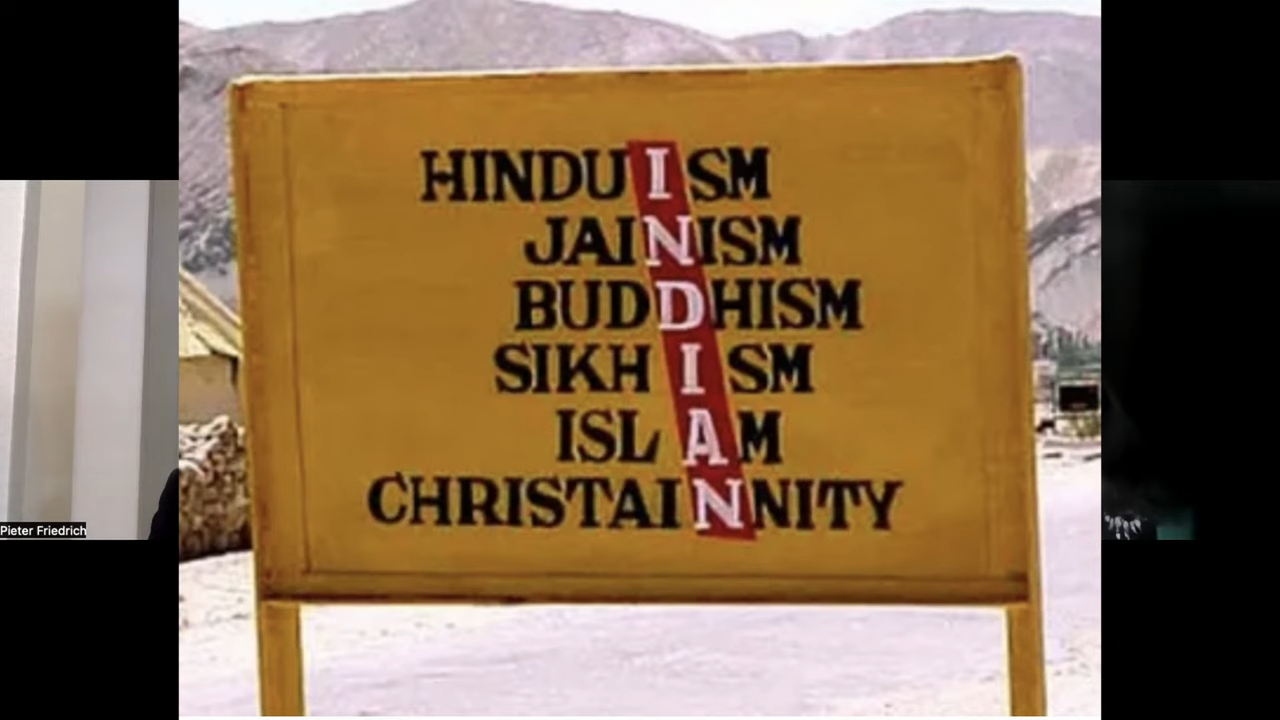 HINDUISM
JAINISM
BUDDHISM
SIKHISM
ISLAM
CHRISTAINNITY
Pieter Friedrich